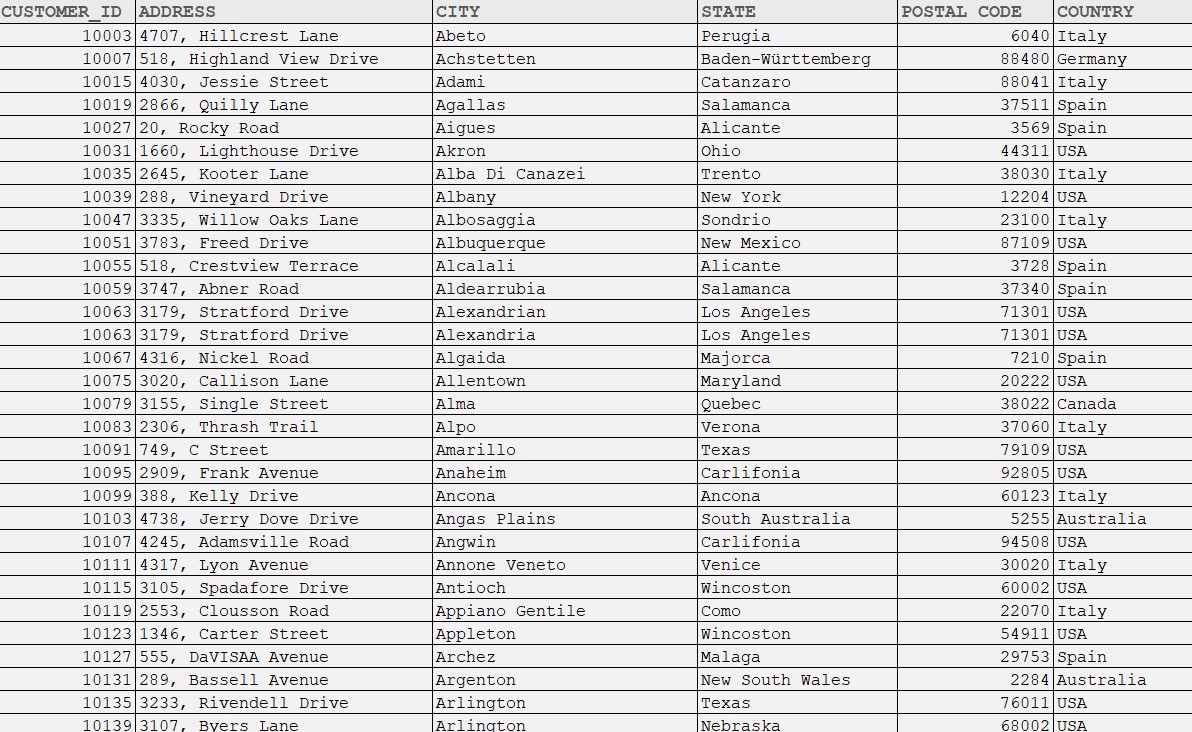 CUSTOMER_ID ADDRESS CITY STATE POSTAL CODE COUNTRY
10003 4707, Hillcrest Lane Abeto Perugia 6040 Italy
10007 518, Highland View Drive Achstetten Baden-Württemberg 88480 Germany
10015 4030, Jessie Street Adami Catanzaro 88041 Italy
10019 2866, Quilly Lane Agallas Salamanca 37511 Spain
10027 20, Rocky Road Aigues Alicante 3569 Spain
10031 1660, Lighthouse Drive Akron Ohio 44311 USA
10035 2645, Kooter Lane Alba Di Canazei Trento 38030 Italy
10039 288, Vineyard Drive Albany New York 12204 USA
10047 3335, Willow Oaks Lane Albosaggia Sondrio 23100 Italy
10051 3783, Freed Drive Albuquerque New Mexico 87109 USA
10055 518, Crestview Terrace Alcalali Alicante 3728 Spain
10059 3747, Abner Road Aldearrubia Salamanca 37340 Spain
10063 3179, Stratford Drive Alexandrian Los Angeles 71301 USA
10063 3179, Stratford Drive Alexandria Los Angeles 71301 USA
10067 4316, Nickel Road Algaida Majorca 7210 Spain
10075 3020, Callison Lane Allentown Maryland 20222 USA
10079 3155, Single Street Alma Quebec 38022 Canada
10083 2306, Thrash Trail Alpo Verona 37060 Italy
10091 749, C Street Amarillo Texas 79109 USA
10095 2909, Frank Avenue Anaheim Carlifonia 92805 USA
10099 388, Kelly Drive Ancona Ancona 60123 Italy
10103 4738, Jerry Dove Drive Angas Plains South Australia 5255 Australia
10107 4245, Adamsville Road Angwin Carlifonia 94508 USA
10111 4317, Lyon Avenue Annone Veneto Venice 30020 Italy
10115 3105, Spadafore Drive Antioch Wincoston 60002 USA
10119 2553, Clousson Road Appiano Gentile Como 22070 Italy
10123 1346, Carter Street Appleton Wincoston 54911 USA
10127 555, DaVISAA Avenue Archez Malaga 29753 Spain
10131 289, Bassell Avenue Argenton New South Wales 2284 Australia
10135 3233, Rivendell Drive Arlington Texas 76011 USA
10139 3107, Byers Lane Arlington Nebraska 68002 USA